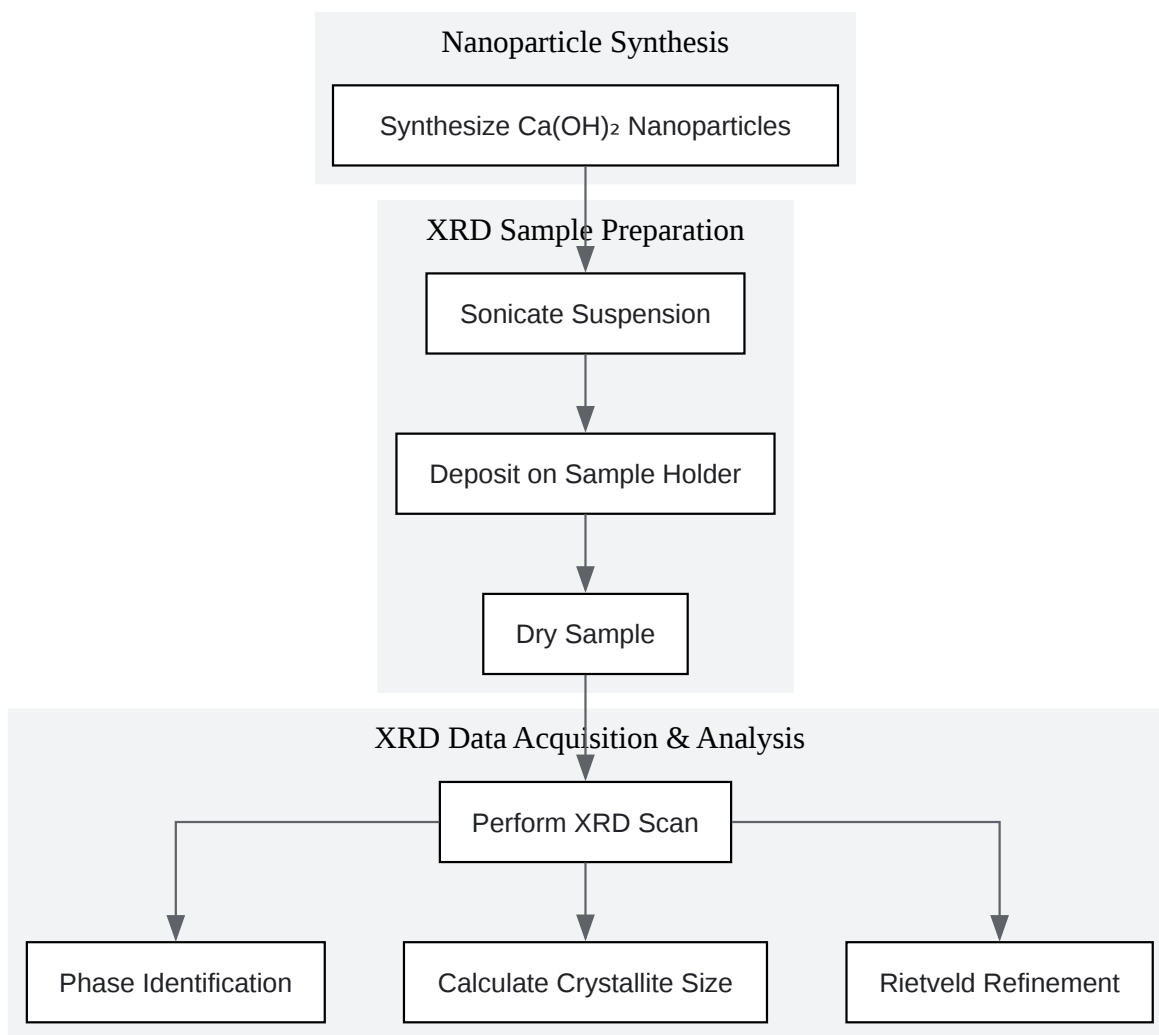 Nanoparticle Synthesis
Synthesize Ca(OH)₂ Nanoparticles
XRD Sample Preparation
Sonicate Suspension
Deposit on Sample Holder
Dry Sample
XRD Data Acquisition & Analysis
Perform XRD Scan
Phase Identification
Calculate Crystallite Size
Rietveld Refinement